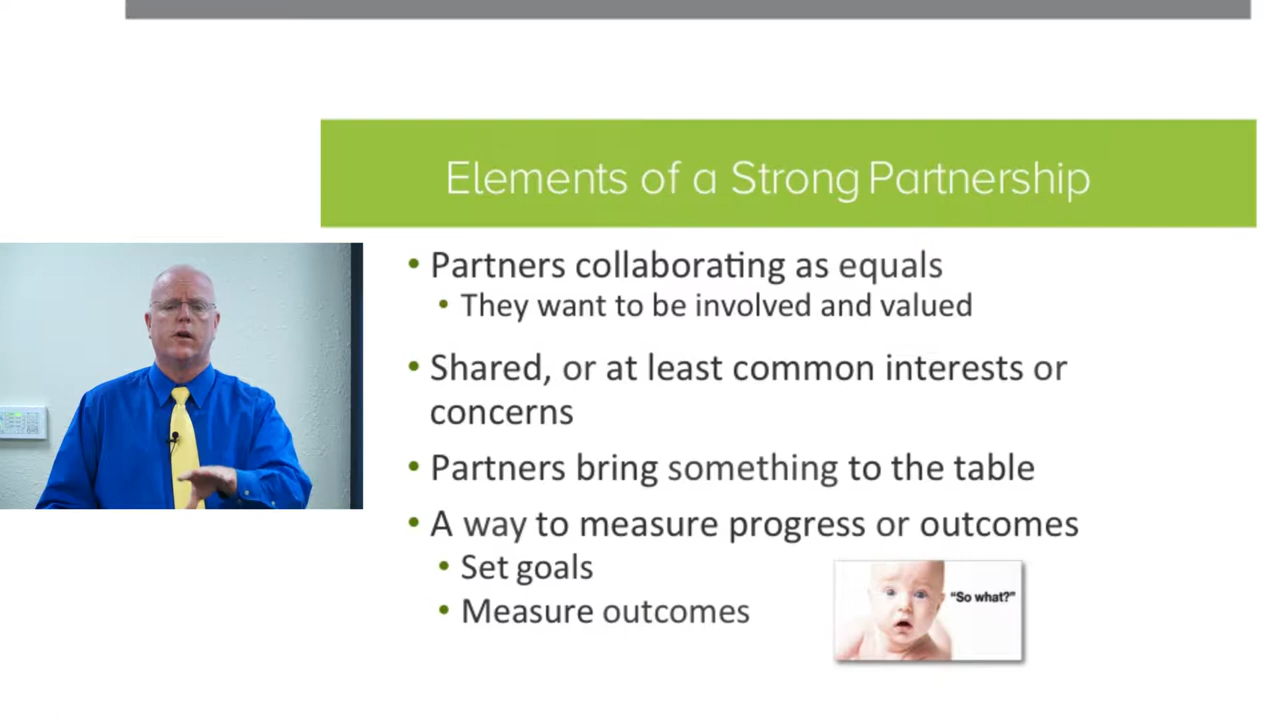 Elements of a Strong Partnership
• Partners collaborating as equals
• They want to be involved and valued
• Shared, or at least common interests or
concerns
• Partners bring something to the table
• A way to measure progress or outcomes
• Set goals
• Measure outcomes
"So what?"